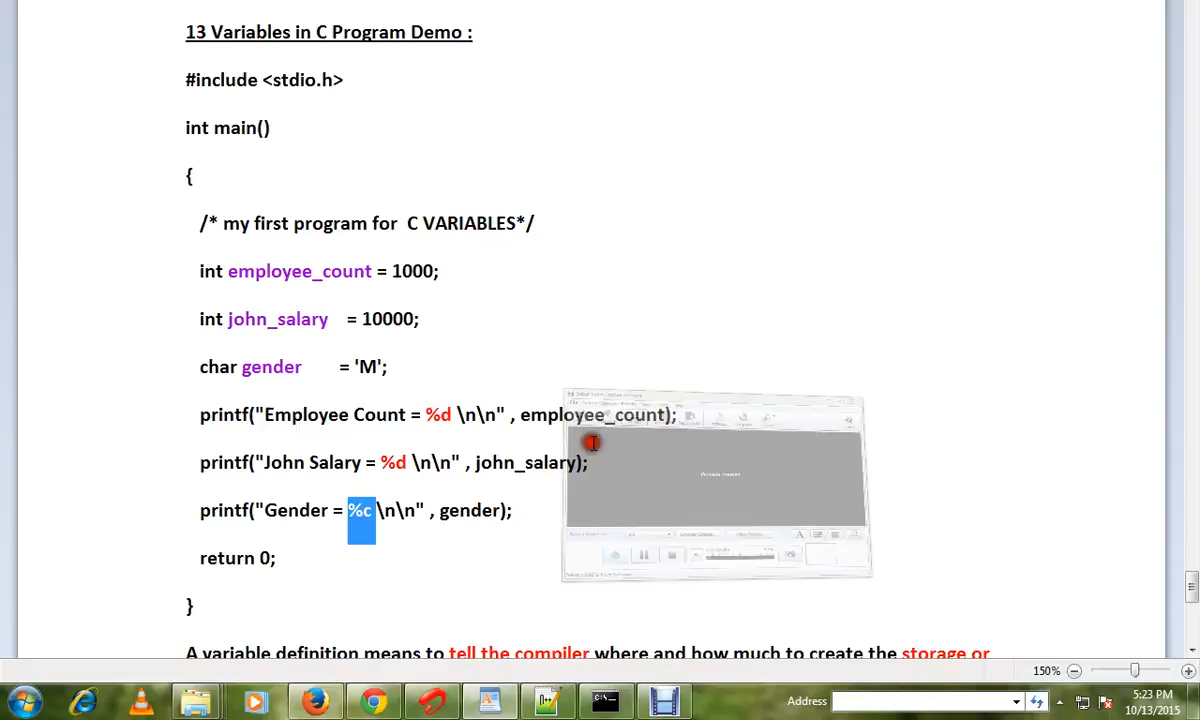 13 Variables in C Program Demo :
#include <stdio.h>
int main()
{
/* my first program for  C VARIABLES*/
int employee_count = 1000;
int john_salary    = 10000;
char gender        = 'M';
printf("Employee Count = %d \n\n" , employee_count);
printf("John Salary = %d \n\n" , john_salary);
printf("Gender = %c \n\n" , gender);
return 0;
}
A variable definition means to tell the compiler where and how much to create the storage or
150%
Address
5:23 PM
10/13/2015